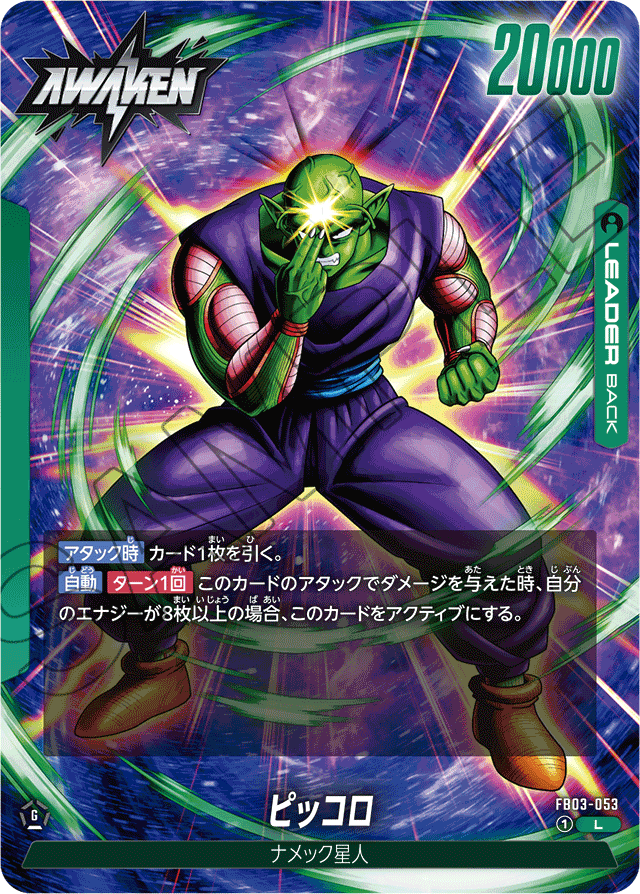 AWAKEN
20000
LEADER BACK
SAMPLE
アタック時 カード1枚を引く。
自動 ターン1回 このカードのアタックでダメージを与えた時、自分
のエナジーが8枚以上の場合、このカードをアクティブにする。
G
ピッコロ
FB03-053
1 L
ナメック星人